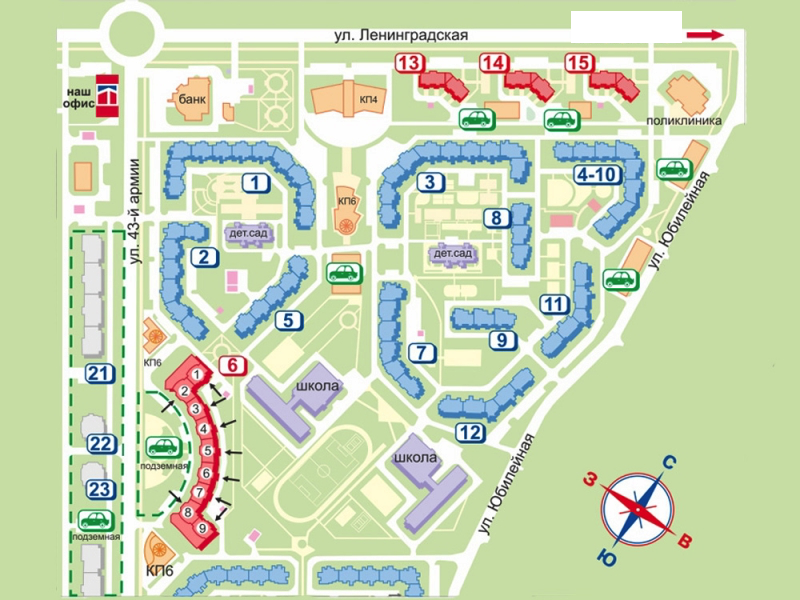 ул. Ленинградская
13
14
15
наш
офис
банк
КП4
поликлиника
1
3
4-10
ул. 43-й армии
КП6
8
ул. Юбилейная
дет.сад
дет.сад
2
5
11
9
7
КП6
6
21
школа
1
2
3
4
12
22
5
школа
подземная
6
23
7
8
9
ул. Юбилейная
подземная
КП6
С
З
В
Ю